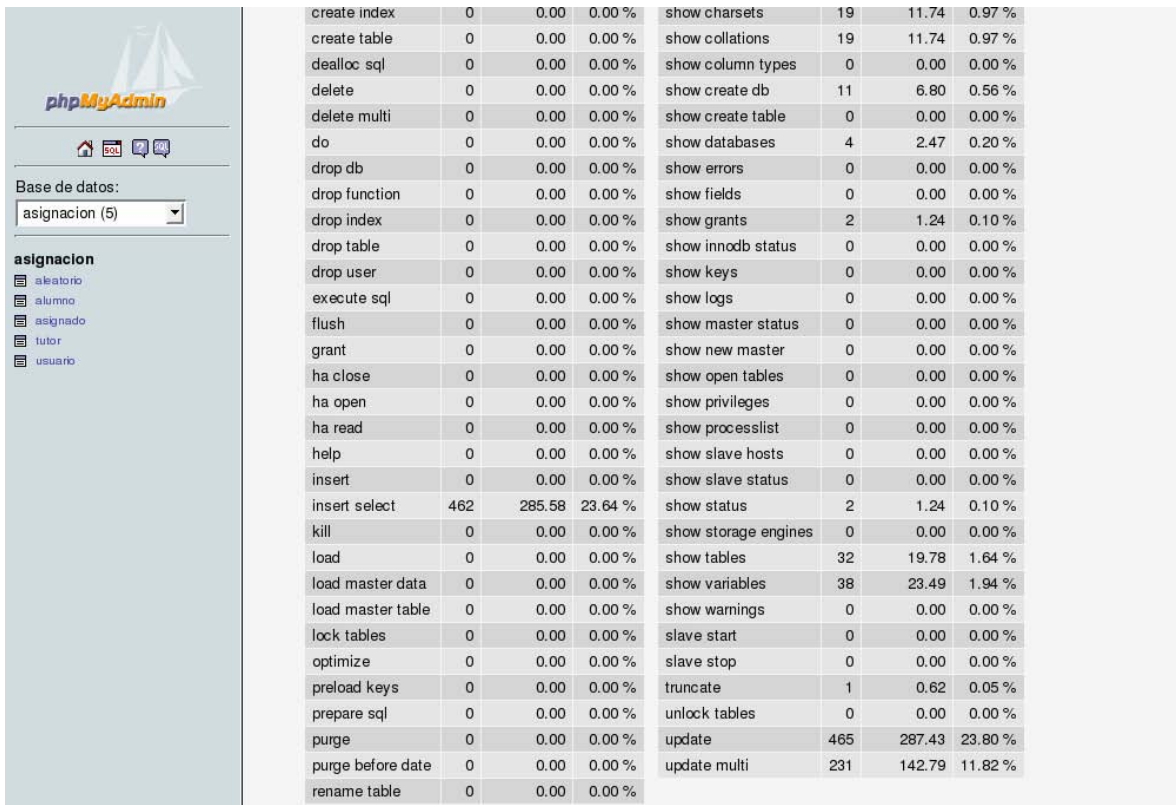 phpMyAdmin
SQL ? SQL
Base de datos:
asignacion (5)
asignacion
aleatorio
alumno
asignado
tutor
usuario
create index 0 0.00 0.00 %
create table 0 0.00 0.00 %
dealloc sql 0 0.00 0.00 %
delete 0 0.00 0.00 %
delete multi 0 0.00 0.00 %
do 0 0.00 0.00 %
drop db 0 0.00 0.00 %
drop function 0 0.00 0.00 %
drop index 0 0.00 0.00 %
drop table 0 0.00 0.00 %
drop user 0 0.00 0.00 %
execute sql 0 0.00 0.00 %
flush 0 0.00 0.00 %
grant 0 0.00 0.00 %
ha close 0 0.00 0.00 %
ha open 0 0.00 0.00 %
ha read 0 0.00 0.00 %
help 0 0.00 0.00 %
insert 0 0.00 0.00 %
insert select 462 285.58 23.64 %
kill 0 0.00 0.00 %
load 0 0.00 0.00 %
load master data 0 0.00 0.00 %
load master table 0 0.00 0.00 %
lock tables 0 0.00 0.00 %
optimize 0 0.00 0.00 %
preload keys 0 0.00 0.00 %
prepare sql 0 0.00 0.00 %
purge 0 0.00 0.00 %
purge before date 0 0.00 0.00 %
rename table 0 0.00 0.00 %
show charsets 19 11.74 0.97 %
show collations 19 11.74 0.97 %
show column types 0 0.00 0.00 %
show create db 11 6.80 0.56 %
show create table 0 0.00 0.00 %
show databases 4 2.47 0.20 %
show errors 0 0.00 0.00 %
show fields 0 0.00 0.00 %
show grants 2 1.24 0.10 %
show innodb status 0 0.00 0.00 %
show keys 0 0.00 0.00 %
show logs 0 0.00 0.00 %
show master status 0 0.00 0.00 %
show new master 0 0.00 0.00 %
show open tables 0 0.00 0.00 %
show privileges 0 0.00 0.00 %
show processlist 0 0.00 0.00 %
show slave hosts 0 0.00 0.00 %
show slave status 0 0.00 0.00 %
show status 2 1.24 0.10 %
show storage engines 0 0.00 0.00 %
show tables 32 19.78 1.64 %
show variables 38 23.49 1.94 %
show warnings 0 0.00 0.00 %
slave start 0 0.00 0.00 %
slave stop 0 0.00 0.00 %
truncate 1 0.62 0.05 %
unlock tables 0 0.00 0.00 %
update 465 287.43 23.80 %
update multi 231 142.79 11.82 %